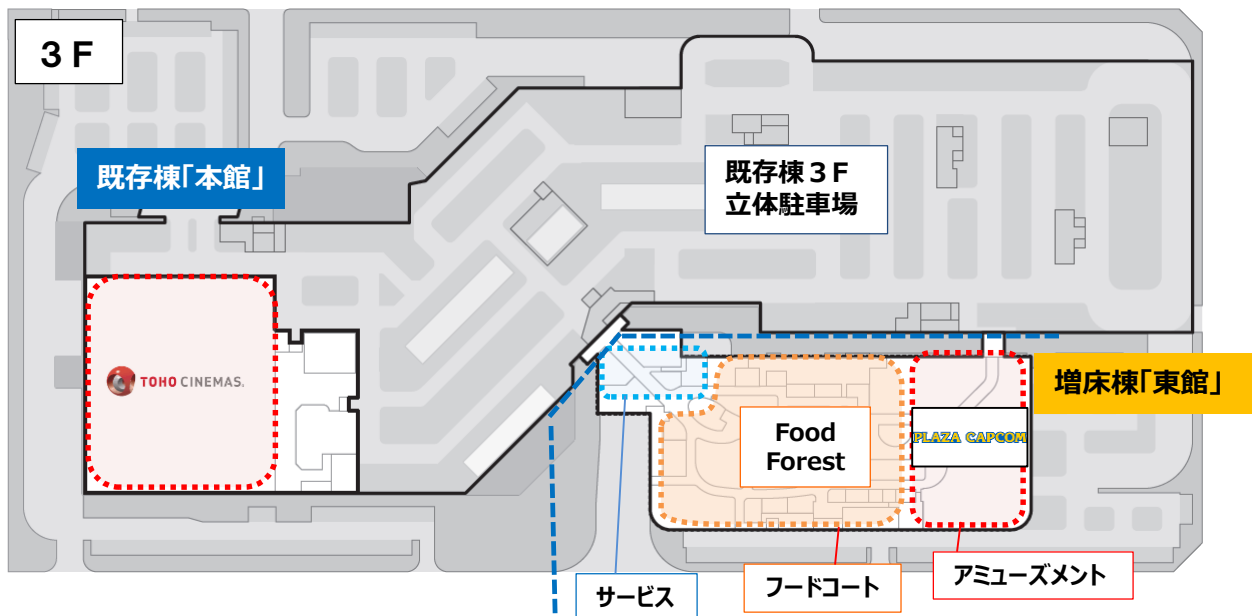 ３Ｆ
既存棟「本館」
既存棟３Ｆ
立体駐車場
TOHO CINEMAS.
増床棟「東館」
Food
Forest
PLAZA CAPCOM
サービス
フードコート
アミューズメント